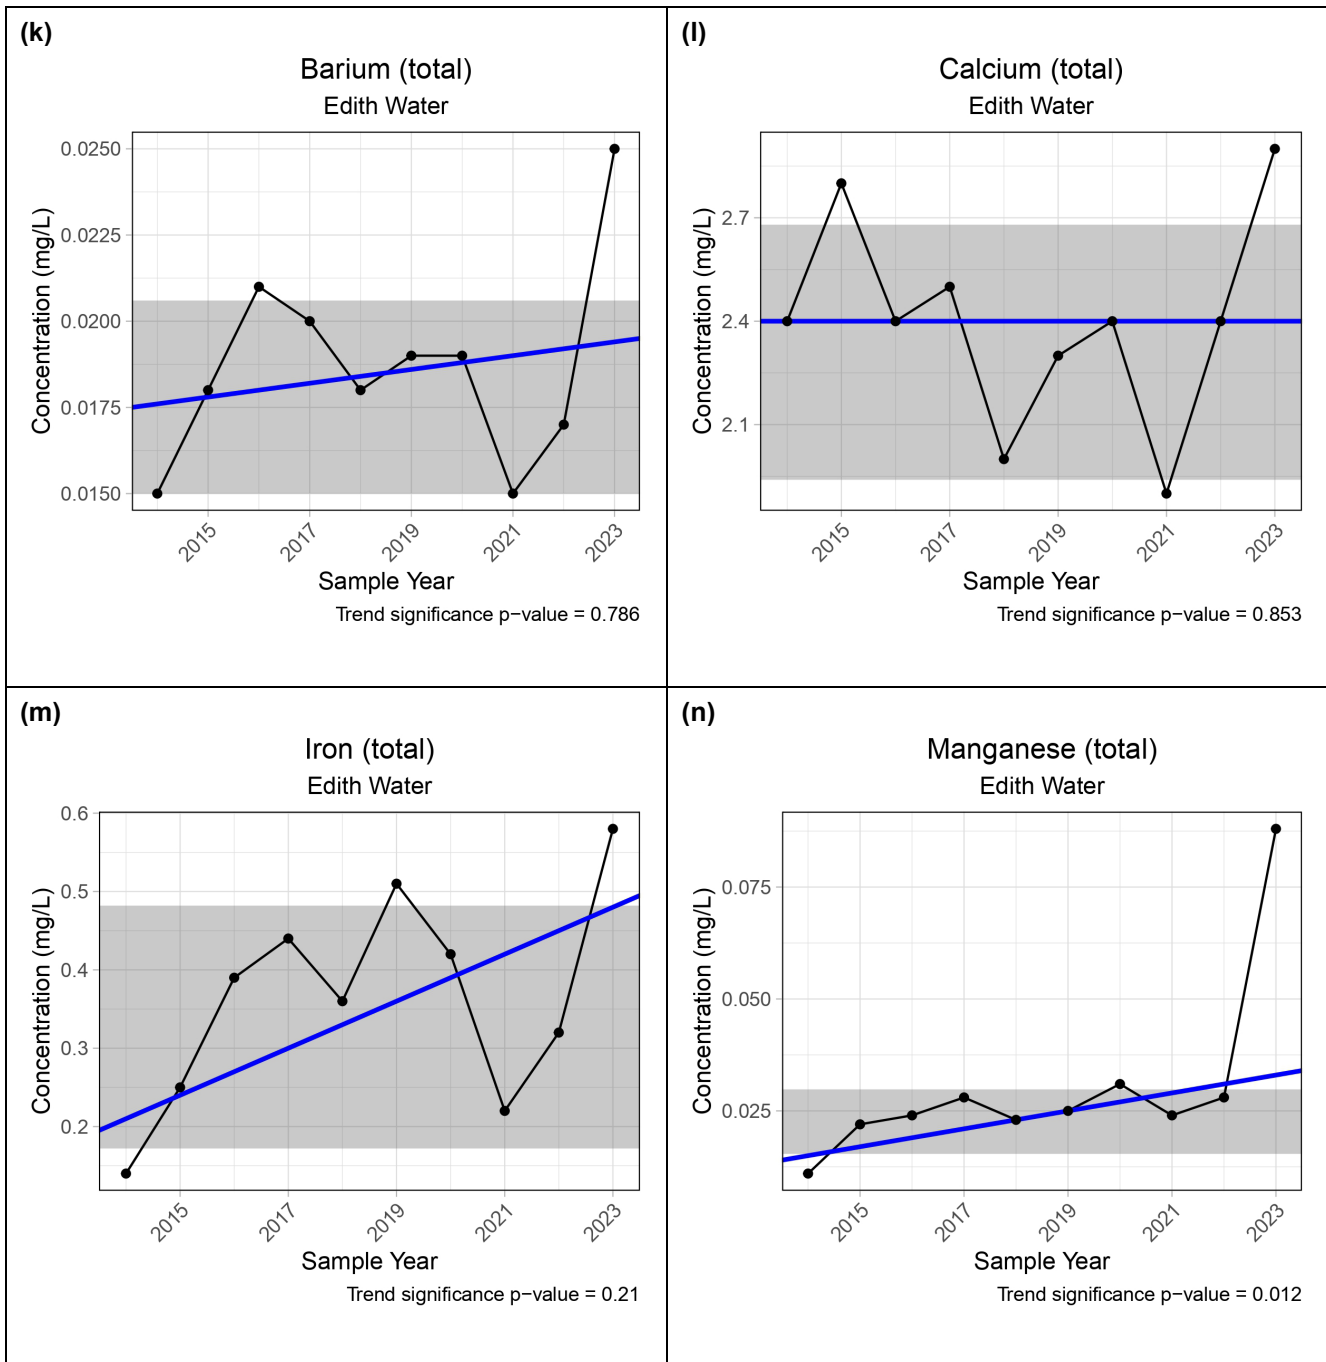 (k)
Barium (total)
Edith Water
Concentration (mg/L)
0.0250
0.0225
0.0200
0.0175
0.0150
2015
2017
2019
2021
2023
Sample Year
Trend significance p−value = 0.786
(l)
Calcium (total)
Edith Water
Concentration (mg/L)
2.7
2.4
2.1
2015
2017
2019
2021
2023
Sample Year
Trend significance p−value = 0.853
(m)
Iron (total)
Edith Water
Concentration (mg/L)
0.6
0.5
0.4
0.3
0.2
2015
2017
2019
2021
2023
Sample Year
Trend significance p−value = 0.21
(n)
Manganese (total)
Edith Water
Concentration (mg/L)
0.075
0.050
0.025
2015
2017
2019
2021
2023
Sample Year
Trend significance p−value = 0.012